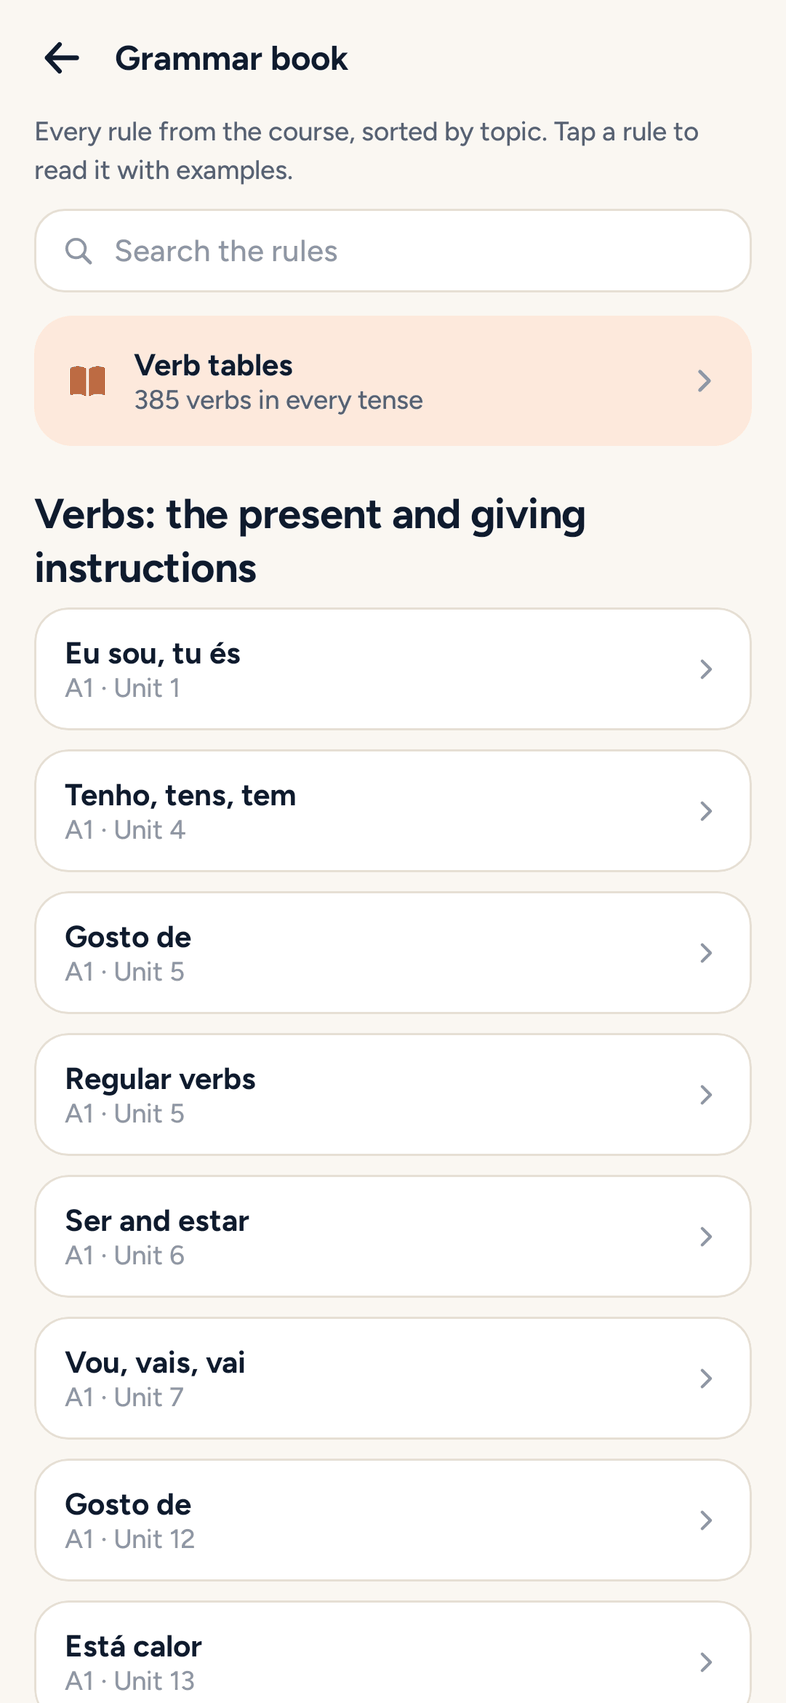 Grammar book
Every rule from the course, sorted by topic. Tap a rule to
read it with examples.
Search the rules
Verb tables
385 verbs in every tense
Verbs: the present and giving
instructions
Eu sou, tu és
A1 · Unit 1
Tenho, tens, tem
A1 · Unit 4
Gosto de
A1 · Unit 5
Regular verbs
A1 · Unit 5
Ser and estar
A1 · Unit 6
Vou, vais, vai
A1 · Unit 7
Gosto de
A1 · Unit 12
Está calor
A1 · Unit 13